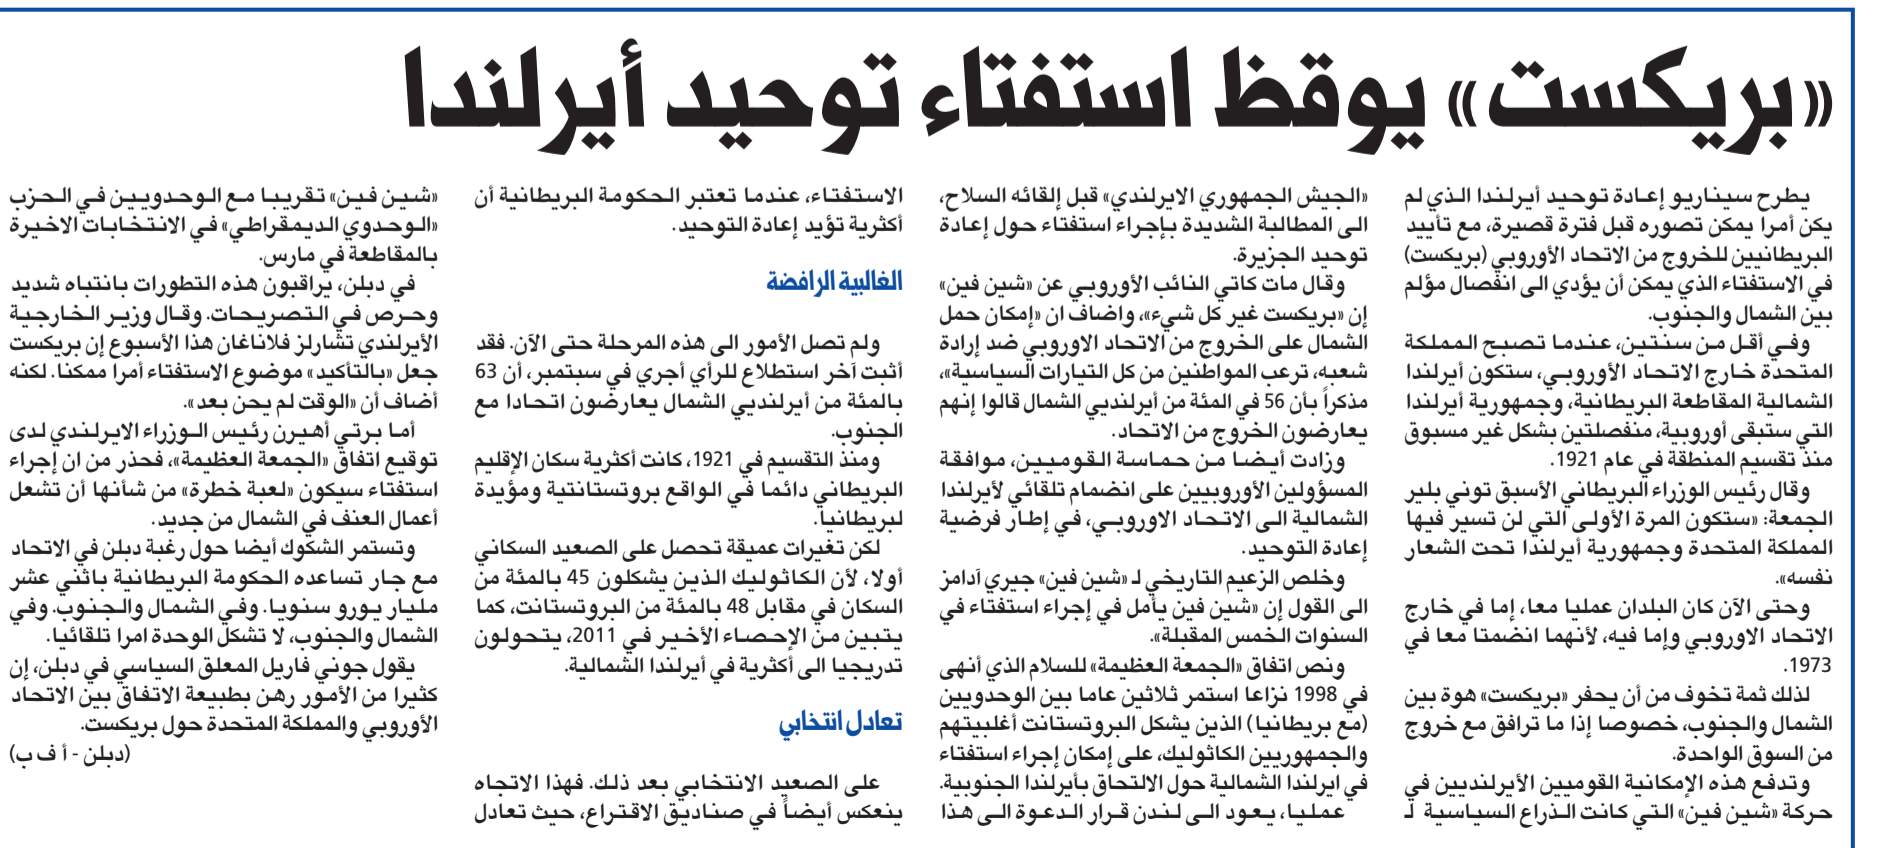 «بريكست» يوقظ استفتاء توحيد أيرلندا
يطرح سيناريو إعادة توحيد أيرلندا الذي لم
يكن أمرا يمكن تصوره قبل فترة قصيرة، مع تأييد
البريطانيين للخروج من الاتحاد الأوروبي (بريكست)
في الاستفتاء الذي يمكن أن يؤدي الى انفصال مؤلم
بين الشمال والجنوب.
وفي أقل من سنتين، عندما تصبح المملكة
المتحدة خارج الاتحاد الأوروبي، ستكون أيرلندا
الشمالية المقاطعة البريطانية، وجمهورية أيرلندا
التي ستبقى أوروبية، منفصلتين بشكل غير مسبوق
منذ تقسيم المنطقة في عام 1921.
وقال رئيس الوزراء البريطاني الأسبق توني بلير
الجمعة: «ستكون المرة الأولى التي لن تسير فيها
المملكة المتحدة وجمهورية أيرلندا تحت الشعار
نفسه».
وحتى الآن كان البلدان عمليا معا، إما في خارج
الاتحاد الاوروبي وإما فيه، لأنهما انضمتا معا في
1973.
لذلك ثمة تخوف من أن يحفر «بريكست» هوة بين
الشمال والجنوب، خصوصا إذا ما ترافق مع خروج
من السوق الواحدة.
وتدفع هذه الإمكانية القوميين الأيرلنديين في
حركة «شين فين» التي كانت الذراع السياسية لـ
«الجيش الجمهوري الايرلندي» قبل إلقائه السلاح،
الى المطالبة الشديدة بإجراء استفتاء حول إعادة
توحيد الجزيرة.
وقال مات كاتي النائب الأوروبي عن «شين فين»
إن «بريكست غير كل شيء»، واضاف ان «إمكان حمل
الشمال على الخروج من الاتحاد الاوروبي ضد إرادة
شعبه، ترعب المواطنين من كل التيارات السياسية»،
مذكراً بأن 56 في المئة من أيرلنديي الشمال قالوا إنهم
يعارضون الخروج من الاتحاد.
وزادت أيضا من حماسة القوميين، موافقة
المسؤولين الأوروبيين على انضمام تلقائي لأيرلندا
الشمالية الى الاتحاد الاوروبي، في إطار فرضية
إعادة التوحيد.
وخلص الزعيم التاريخي لـ «شين فين» جيري آدامز
الى القول إن «شين فين يأمل في إجراء استفتاء في
السنوات الخمس المقبلة».
ونص اتفاق «الجمعة العظيمة» للسلام الذي أنهى
في 1998 نزاعا استمر ثلاثين عاما بين الوحدويين
(مع بريطانيا) الذين يشكل البروتستانت أغلبيتهم
والجمهوريين الكاثوليك، على إمكان إجراء استفتاء
في ايرلندا الشمالية حول الالتحاق بأيرلندا الجنوبية.
عمليا، يعود الى لندن قرار الدعوة الى هذا
الاستفتاء، عندما تعتبر الحكومة البريطانية أن
أكثرية تؤيد إعادة التوحيد.
الغالبية الرافضة
ولم تصل الأمور الى هذه المرحلة حتى الآن. فقد
أثبت آخر استطلاع للرأي أجري في سبتمبر، أن 63
بالمئة من أيرلنديي الشمال يعارضون اتحادا مع
الجنوب.
ومنذ التقسيم في 1921، كانت أكثرية سكان الإقليم
البريطاني دائما في الواقع بروتستانتية ومؤيدة
لبريطانيا.
لكن تغيرات عميقة تحصل على الصعيد السكاني
أولا، لأن الكاثوليك الذين يشكلون 45 بالمئة من
السكان في مقابل 48 بالمئة من البروتستانت، كما
يتبين من الإحصاء الأخير في 2011، يتحولون
تدريجيا الى أكثرية في أيرلندا الشمالية.
تعادل انتخابي
على الصعيد الانتخابي بعد ذلك. فهذا الاتجاه
ينعكس أيضاً في صناديق الاقتراع، حيث تعادل
«شين فين» تقريبا مع الوحدويين في الحزب
«الوحدوي الديمقراطي» في الانتخابات الاخيرة
بالمقاطعة في مارس.
في دبلن، يراقبون هذه التطورات بانتباه شديد
وحرص في التصريحات. وقال وزير الخارجية
الأيرلندي تشارلز فلاناغان هذا الأسبوع إن بريكست
جعل «بالتأكيد» موضوع الاستفتاء أمرا ممكنا. لكنه
أضاف أن «الوقت لم يحن بعد».
أما برتي أهيرن رئيس الوزراء الايرلندي لدى
توقيع اتفاق «الجمعة العظيمة»، فحذر من ان إجراء
استفتاء سيكون «لعبة خطرة» من شأنها أن تشعل
أعمال العنف في الشمال من جديد.
وتستمر الشكوك أيضا حول رغبة دبلن في الاتحاد
مع جار تساعده الحكومة البريطانية باثني عشر
مليار يورو سنويا. وفي الشمال والجنوب. وفي
الشمال والجنوب، لا تشكل الوحدة امرا تلقائيا.
يقول جوني فاريل المعلق السياسي في دبلن، إن
كثيرا من الأمور رهن بطبيعة الاتفاق بين الاتحاد
الأوروبي والمملكة المتحدة حول بريكست.
(دبلن - أ ف ب)